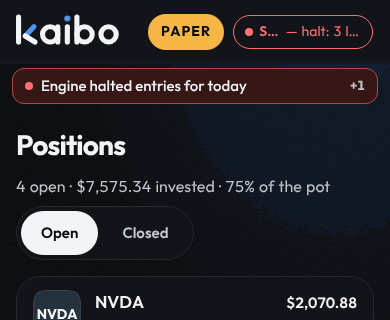 kaibo
PAPER
S... — halt: 3 l...
Engine halted entries for today
+1
Positions
4 open · $7,575.34 invested · 75% of the pot
Open
Closed
NVDA
NVDA
$2,070.88